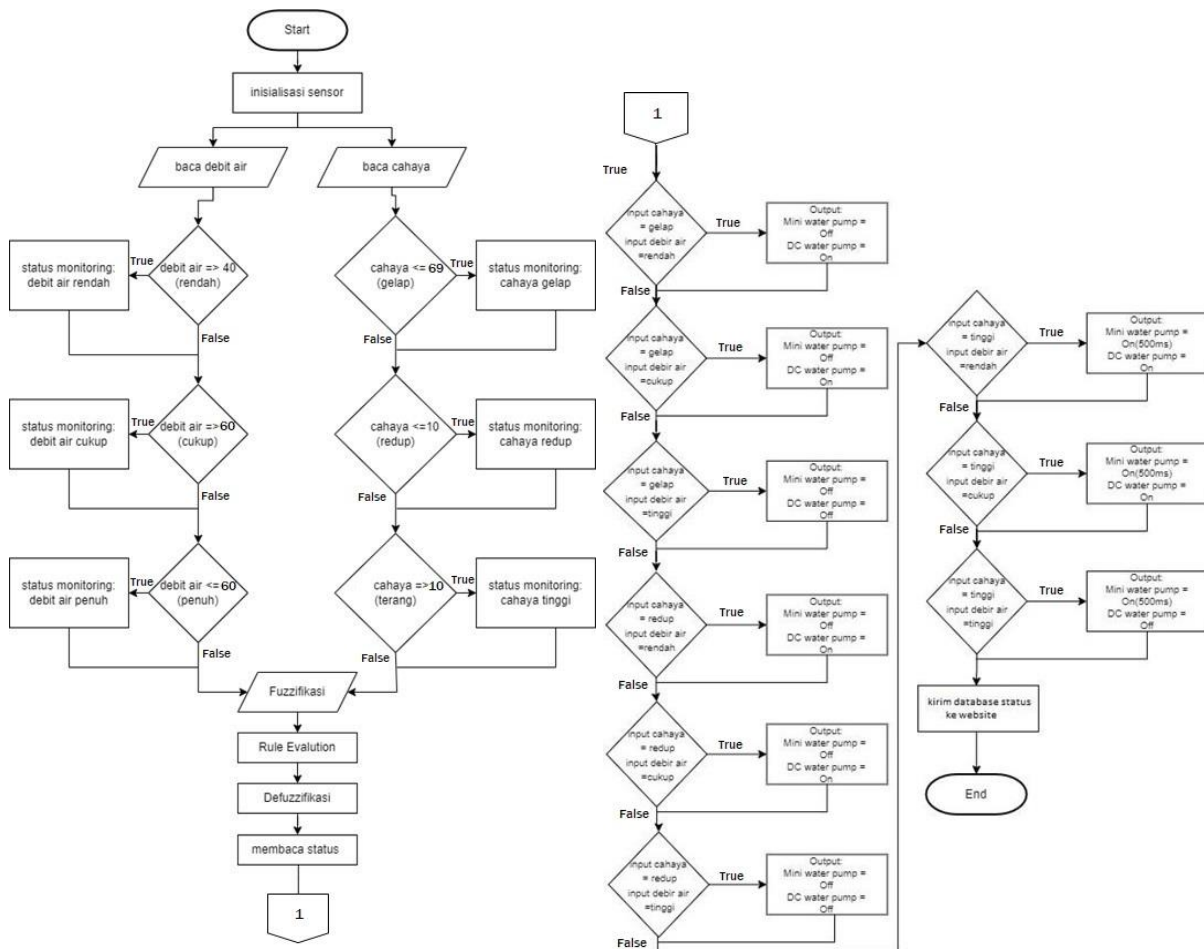 Start
inisialisasi sensor
baca debit air
baca cahaya
debit air => 40
(rendah)
True
status monitoring:
debit air rendah
False
debit air =>60
(cukup)
True
status monitoring:
debit air cukup
False
debit air <=60
(penuh)
True
status monitoring:
debit air penuh
False
cahaya <= 69
(gelap)
True
status monitoring:
cahaya gelap
False
cahaya <=10
(redup)
True
status monitoring:
cahaya redup
False
cahaya =>10
(terang)
True
status monitoring:
cahaya tinggi
False
Fuzzifikasi
Rule Evalution
Defuzzifikasi
membaca status
1
1
True
Input cahaya
= gelap
input debir air
=rendah
True
Output:
Mini water pump =
Off
DC water pump =
On
False
Input cahaya
= gelap
input debir air
=cukup
True
Output:
Mini water pump =
Off
DC water pump =
On
False
Input cahaya
= gelap
input debir air
=tinggi
True
Output:
Mini water pump =
Off
DC water pump =
Off
False
Input cahaya
= redup
input debir air
=rendah
True
Output:
Mini water pump =
Off
DC water pump =
On
False
Input cahaya
= redup
input debir air
=cukup
True
Output:
Mini water pump =
Off
DC water pump =
On
False
Input cahaya
= redup
input debir air
=tinggi
True
Output:
Mini water pump =
Off
DC water pump =
Off
False
Input cahaya
= tinggi
input debir air
=rendah
True
Output:
Mini water pump =
On(500ms)
DC water pump =
On
False
Input cahaya
= tinggi
input debir air
=cukup
True
Output:
Mini water pump =
On(500ms)
DC water pump =
On
False
Input cahaya
= tinggi
input debir air
=tinggi
True
Output:
Mini water pump =
On(500ms)
DC water pump =
Off
False
kirim database status
ke website
End